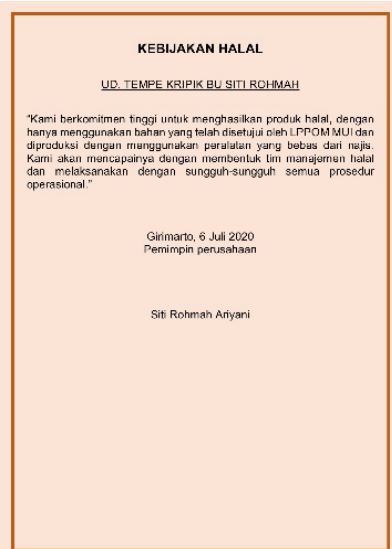 KEBIJAKAN HALAL
UD. TEMPE KRIPIK BU SITI ROHMAH
"Kami berkomitmen tinggi untuk menghasilkan produk halal, dengan
hanya menggunakan bahan yang telah disetujui oleh LPPOM MUI dan
diproduksi dengan menggunakan peralatan yang bebas dari najis.
Kami akan mencapainya dengan membentuk tim manajemen halal
dan melaksanakan dengan sungguh-sungguh semua prosedur
operasional."
Girimarto, 6 Juli 2020
Pemimpin perusahaan
Siti Rohmah Ariyani